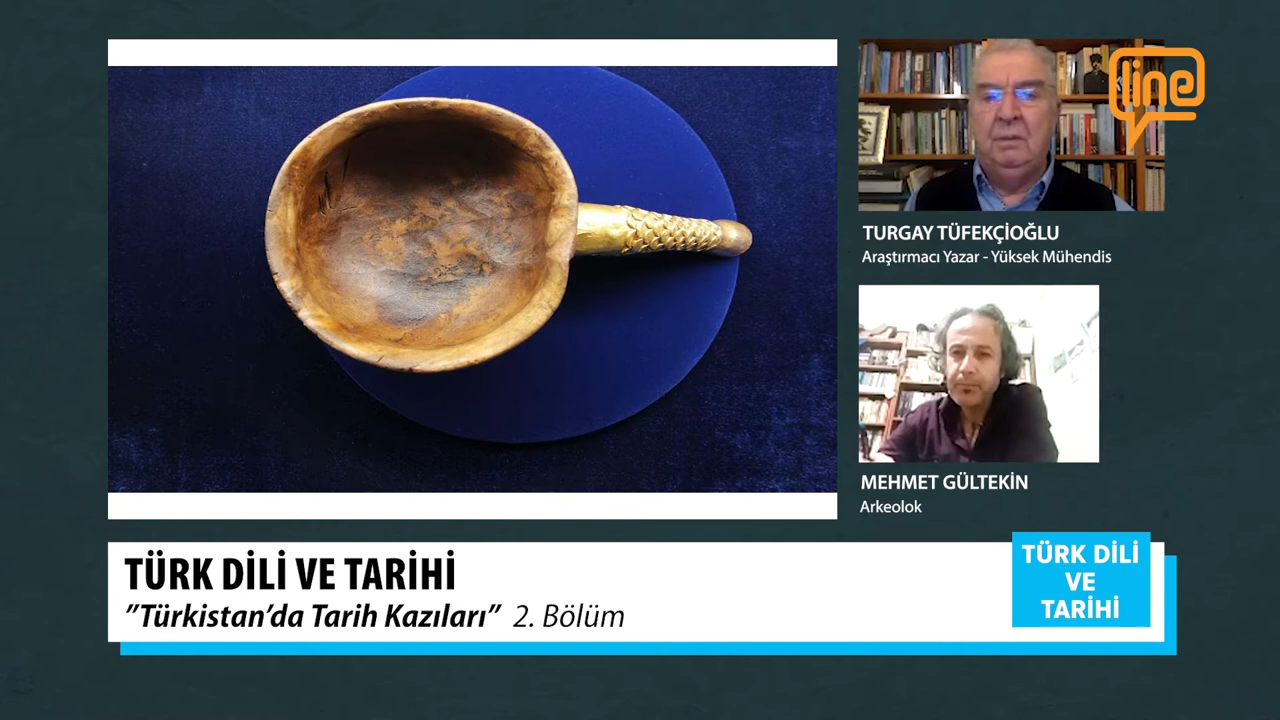 line
TURGAY TÜFEKÇİOĞLU
Araştırmacı Yazar - Yüksek Mühendis
MEHMET GÜLTEKİN
Arkeolok
TÜRK DİLİ VE TARİHİ
”Türkistan’da Tarih Kazıları” 2. Bölüm
TÜRK DİLİ
VE
TARİHİ